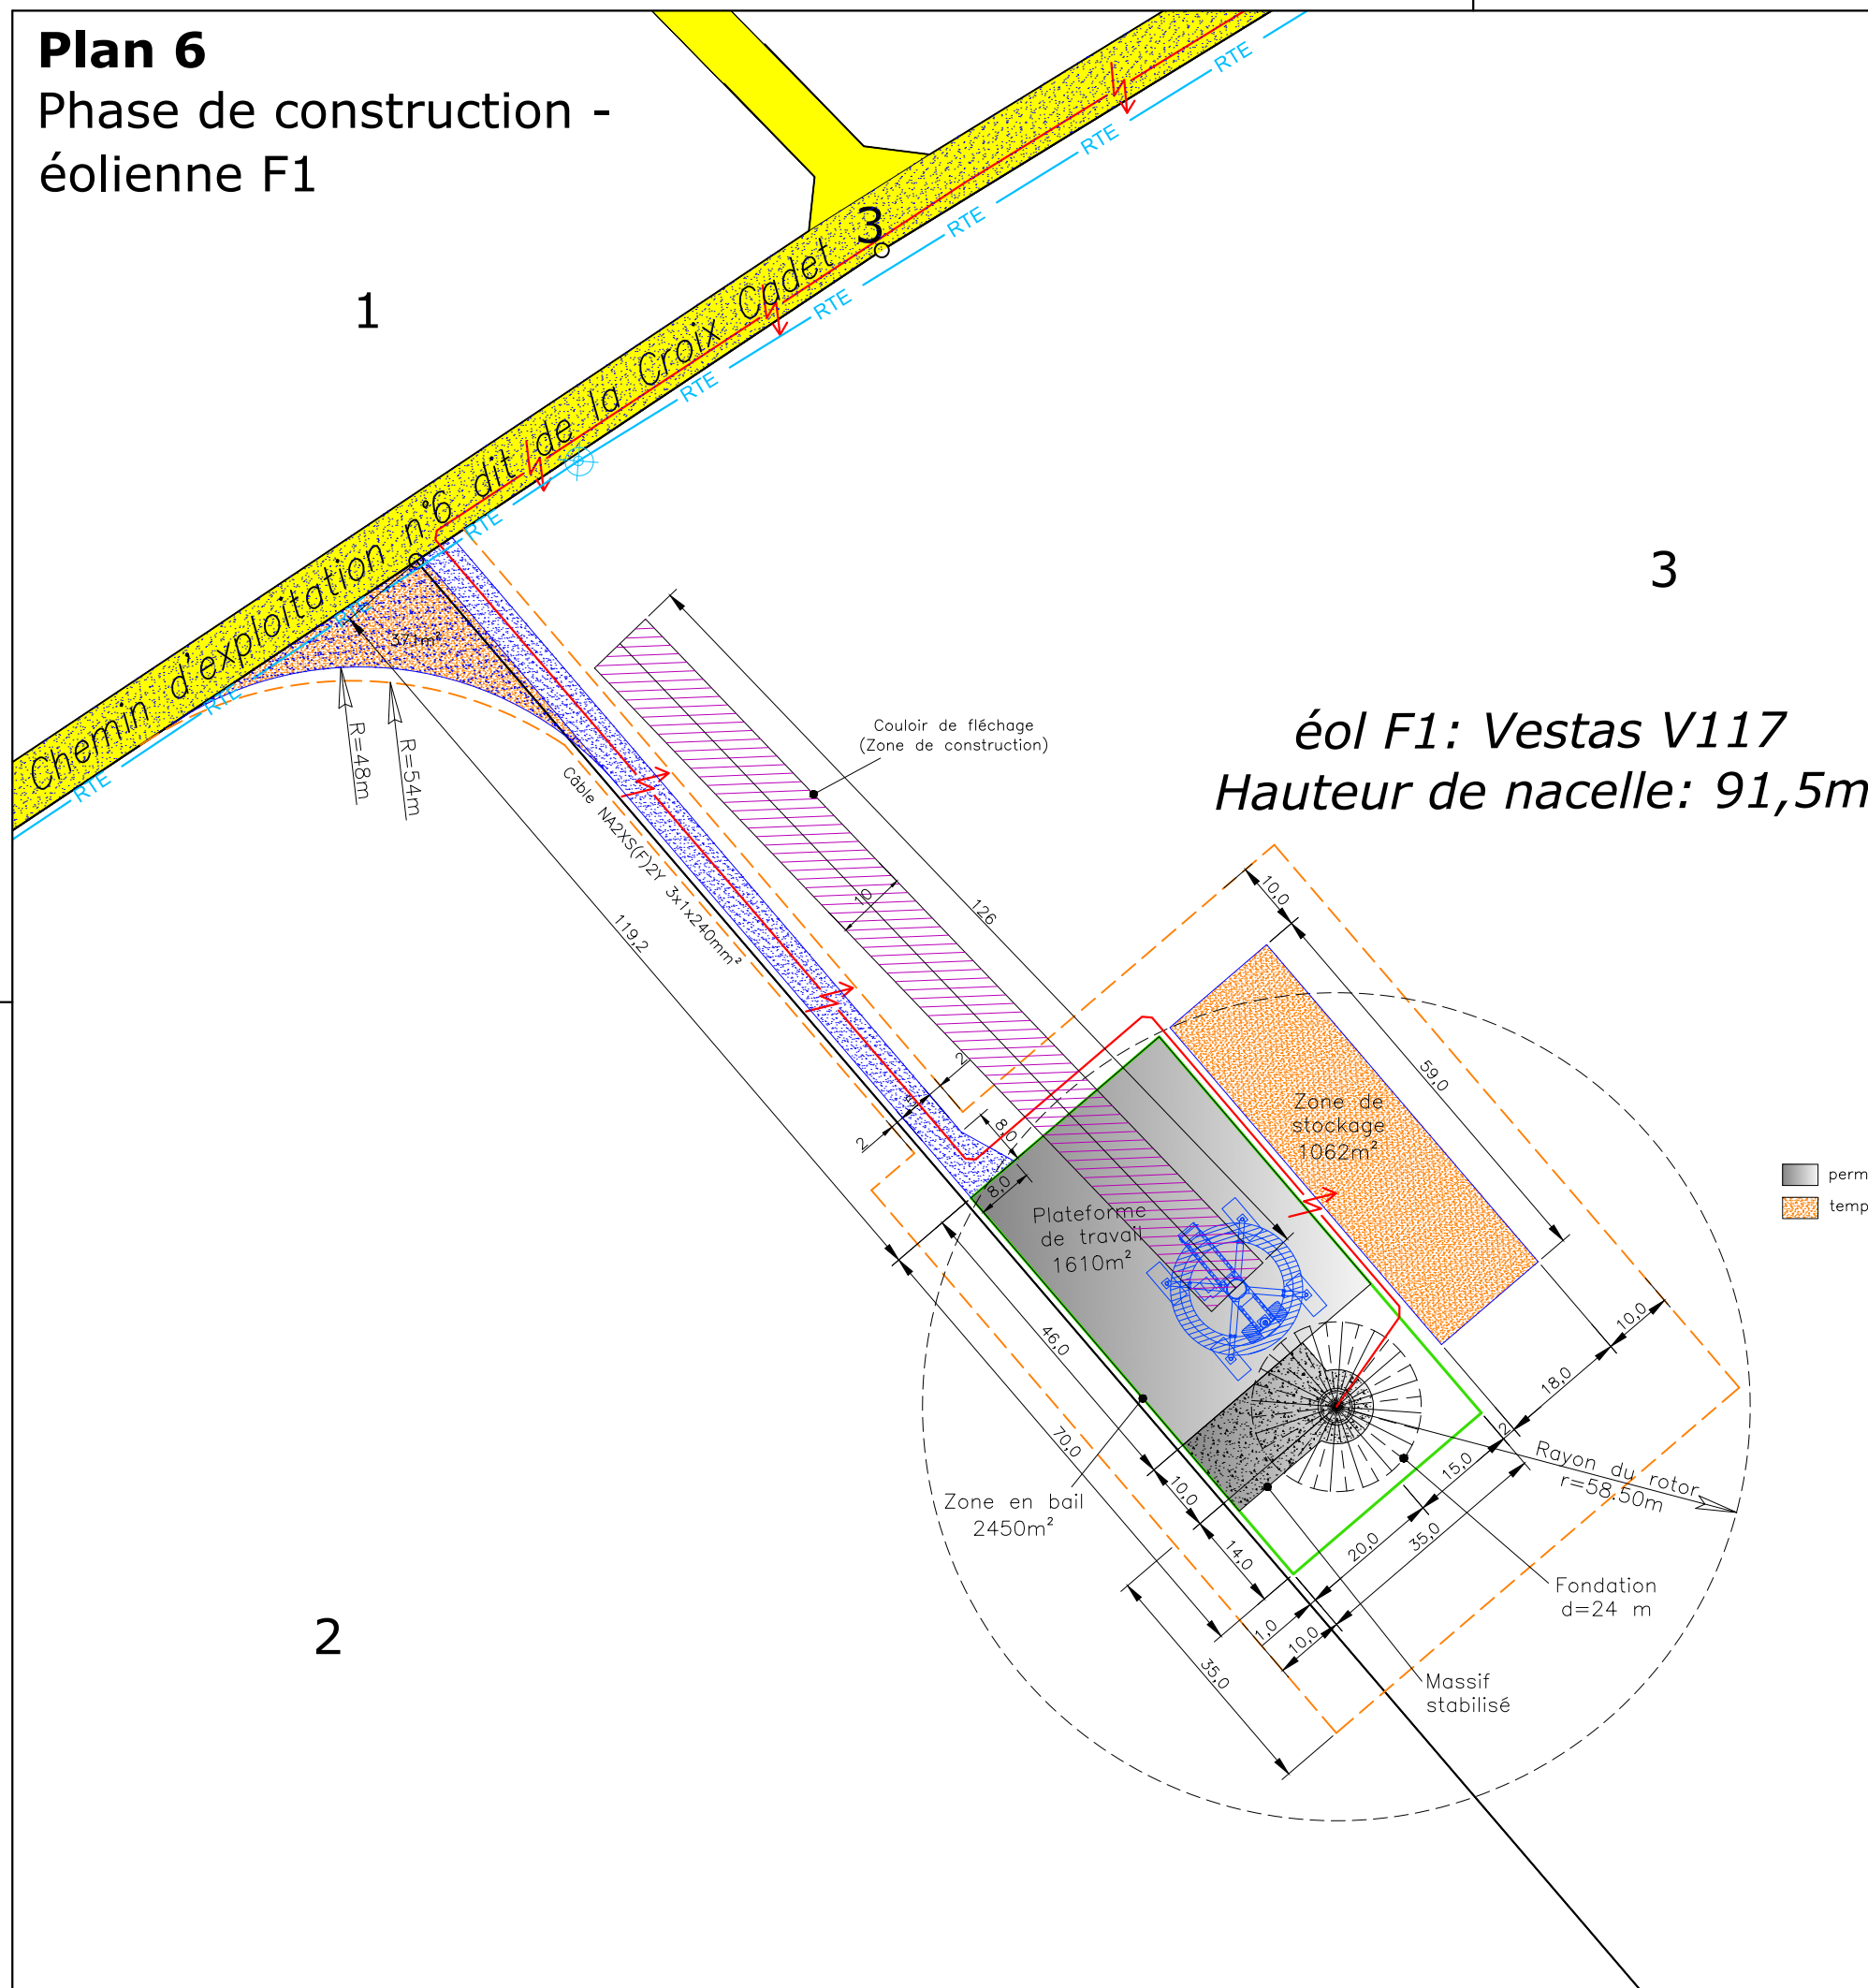 Plan 6
Phase de construction -
éolienne F1
RTE
RTE
RTE
RTE
RTE
RTE
RTE
RTE
3
1
3
2
Chemin d'exploitation n°6 dit de la Croix Cadet
371m²
R=48m
R=54m
Couloir de fléchage
(Zone de construction)
éol F1: Vestas V117
Hauteur de nacelle: 91,5m
Câble NA2XS(F)2Y 3x1x240mm²
119,2
126
10
10,0
59,0
2
2
8,0
8,0
Zone de
stockage
1062m²
Plateforme
de travail
1610m²
perm
temp
46,0
70,0
10,0
14,0
10,0
18,0
2
15,0
20,0
35,0
1,0
10,0
35,0
Rayon du rotor
r=58.50m
Zone en bail
2450m²
Fondation
d=24 m
Massif
stabilisé